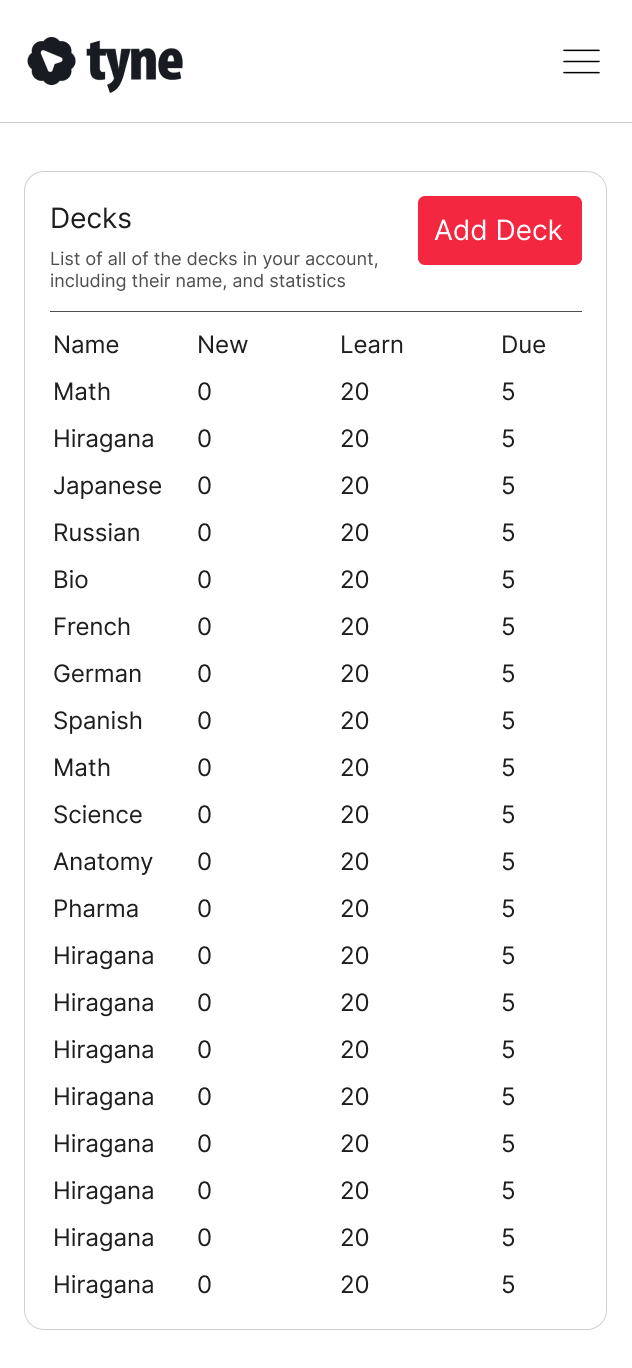 tyne
Decks
Add Deck
List of all of the decks in your account,
including their name, and statistics
Name New Learn Due
Math 0 20 5
Hiragana 0 20 5
Japanese 0 20 5
Russian 0 20 5
Bio 0 20 5
French 0 20 5
German 0 20 5
Spanish 0 20 5
Math 0 20 5
Science 0 20 5
Anatomy 0 20 5
Pharma 0 20 5
Hiragana 0 20 5
Hiragana 0 20 5
Hiragana 0 20 5
Hiragana 0 20 5
Hiragana 0 20 5
Hiragana 0 20 5
Hiragana 0 20 5
Hiragana 0 20 5